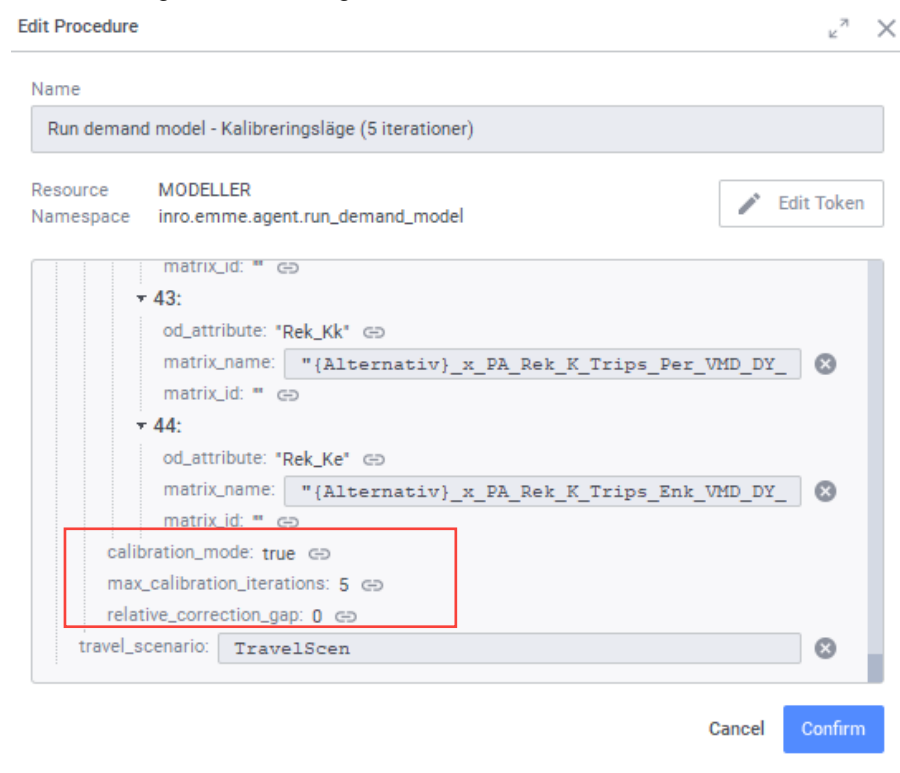 Edit Procedure
Name
Run demand model - Kalibreringsläge (5 iterationer)
Resource MODELLER
Namespace inro.emme.agent.run_demand_model
Edit Token
matrix_id: ""
43:
od_attribute: "Rek_Kk"
matrix_name: "{Alternativ}_x_PA_Rek_K_Trips_Per_VMD_DY_
matrix_id: ""
44:
od_attribute: "Rek_Ke"
matrix_name: "{Alternativ}_x_PA_Rek_K_Trips_Enk_VMD_DY_
matrix_id: ""
calibration_mode: true
max_calibration_iterations: 5
relative_correction_gap: 0
travel_scenario: TravelScen
Cancel Confirm